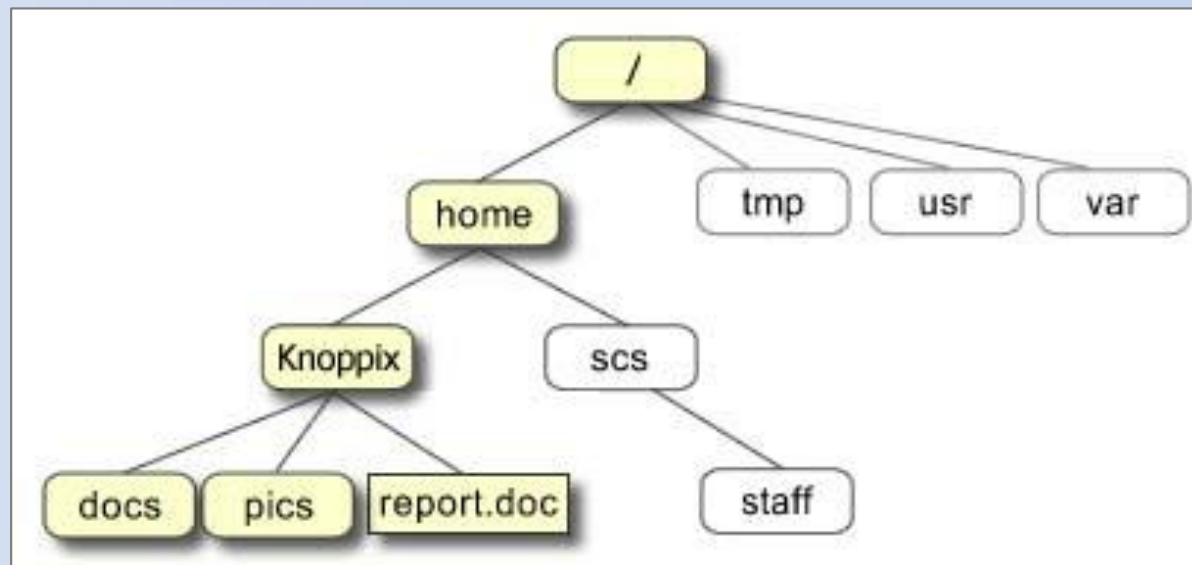 /
home
tmp
usr
var
Knoppix
scs
docs
pics
report.doc
staff